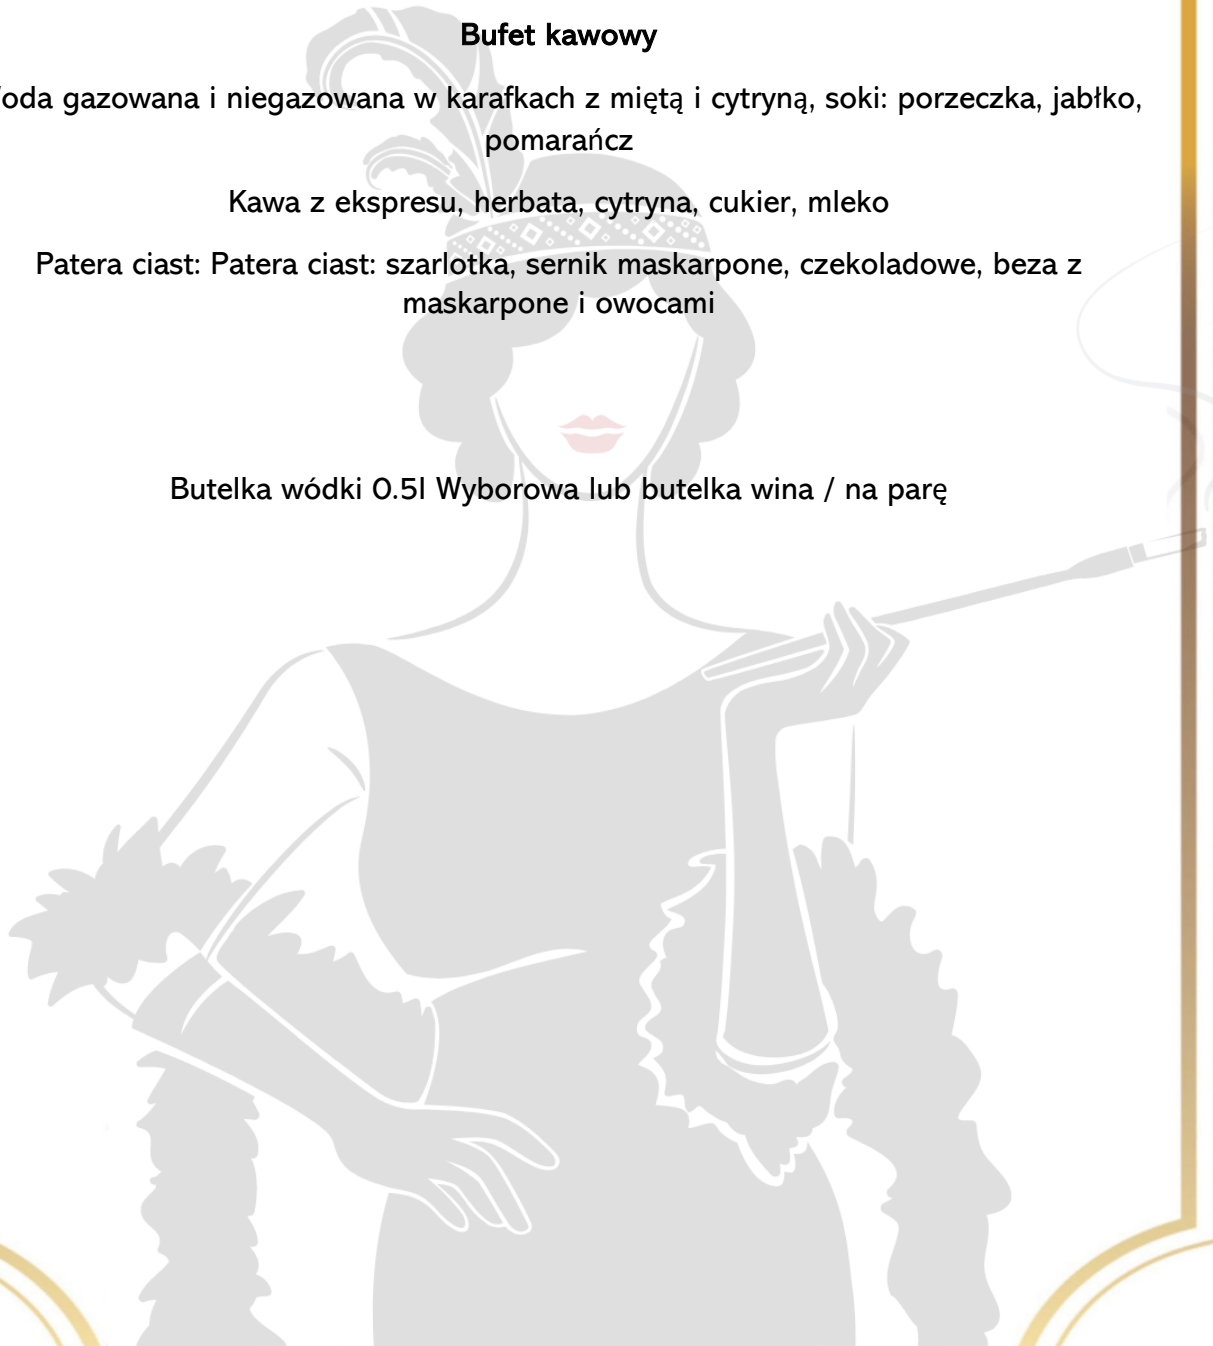 Bufet kawowy
oda gazowana i niegazowana w karafkach z miętą i cytryną, soki: porzeczka, jabłko,
pomarańcz
Kawa z ekspresu, herbata, cytryna, cukier, mleko
Patera ciast: Patera ciast: szarlotka, sernik maskarpone, czekoladowe, beza z
maskarpone i owocami
Butelka wódki 0.5l Wyborowa lub butelka wina / na parę